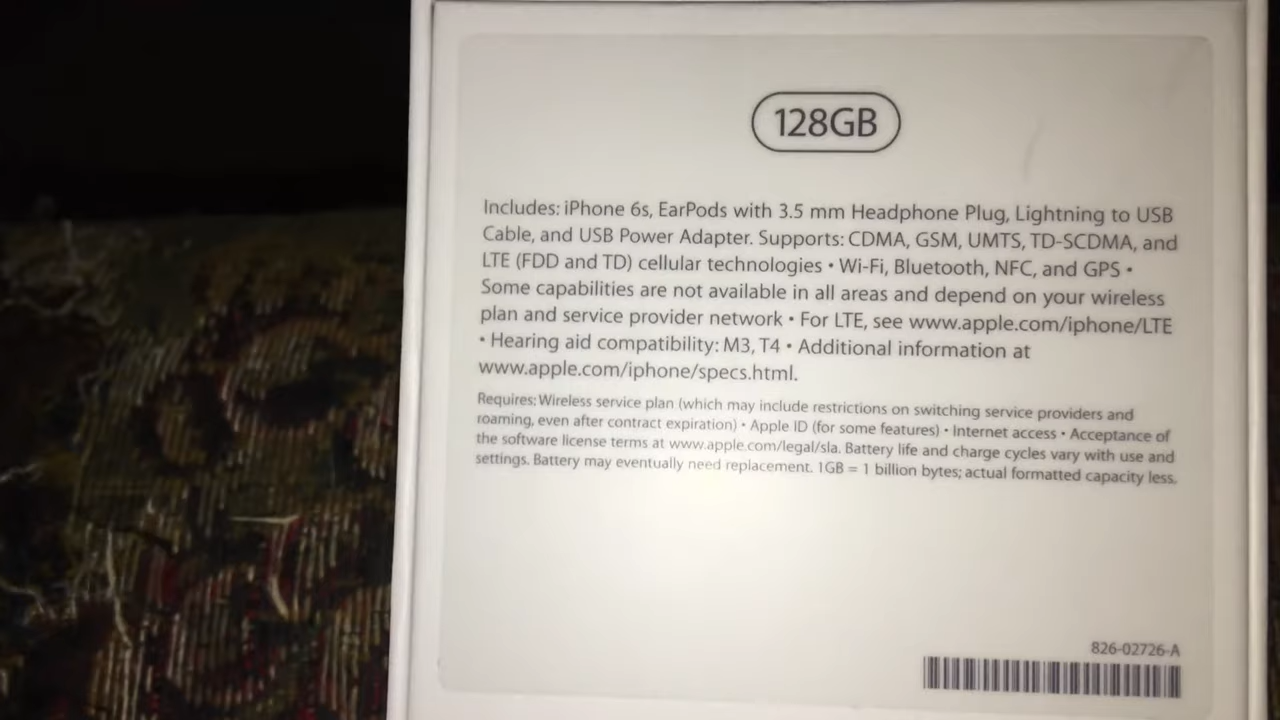 128GB
Includes: iPhone 6s, EarPods with 3.5 mm Headphone Plug, Lightning to USB
Cable, and USB Power Adapter. Supports: CDMA, GSM, UMTS, TD-SCDMA, and
LTE (FDD and TD) cellular technologies • Wi-Fi, Bluetooth, NFC, and GPS •
Some capabilities are not available in all areas and depend on your wireless
plan and service provider network • For LTE, see www.apple.com/iphone/LTE
• Hearing aid compatibility: M3, T4 • Additional information at
www.apple.com/iphone/specs.html.
Requires: Wireless service plan (which may include restrictions on switching service providers and
roaming, even after contract expiration) • Apple ID (for some features) • Internet access • Acceptance of
the software license terms at www.apple.com/legal/sla. Battery life and charge cycles vary with use and
settings. Battery may eventually need replacement. 1GB = 1 billion bytes; actual formatted capacity less.
826-02726-A